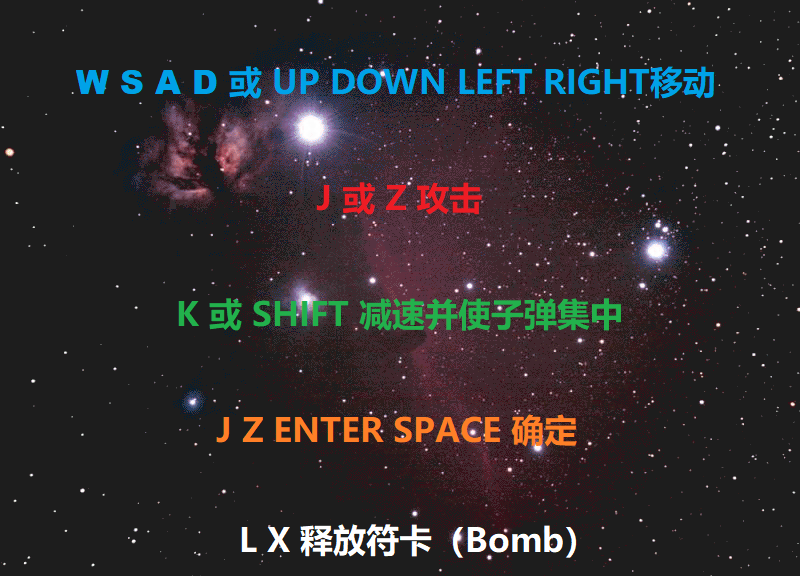 W S A D 或 UP DOWN LEFT RIGHT移动
J 或 Z 攻击
K 或 SHIFT 减速并使子弹集中
J Z ENTER SPACE 确定
L X 释放符卡（Bomb）